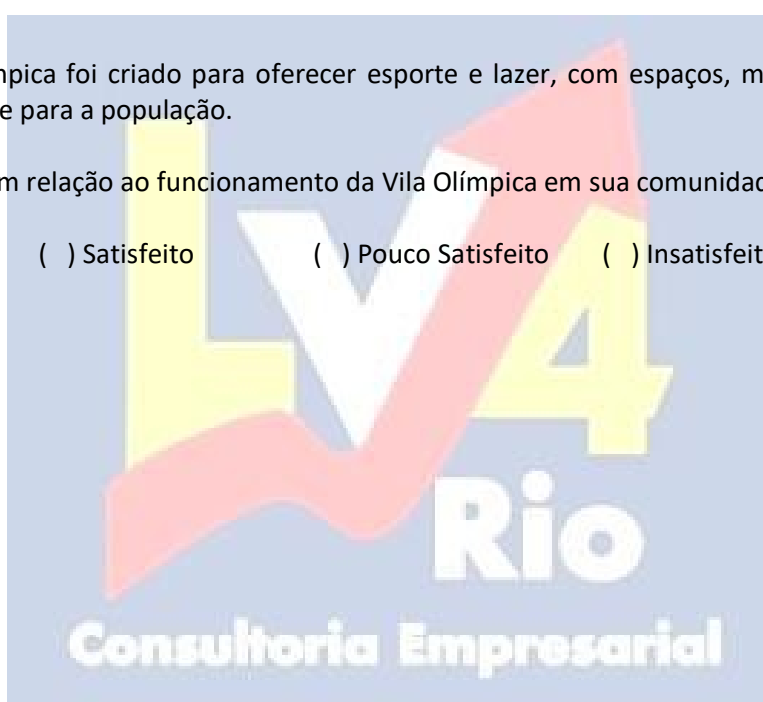 mpica foi criado para oferecer esporte e lazer, com espaços, m
e para a população.
m relação ao funcionamento da Vila Olímpica em sua comunidad
( ) Satisfeito ( ) Pouco Satisfeito ( ) Insatisfeit
LV4
Rio
Consultoria Empresarial